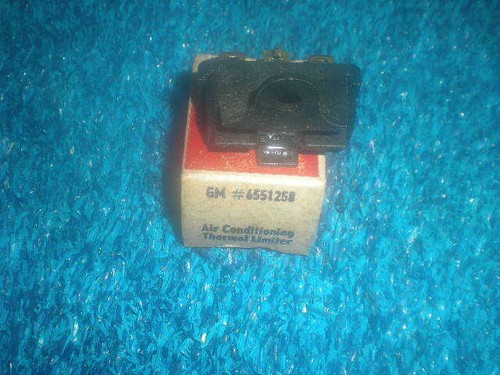 GM #6551258
Air Conditioning
Thermal Limiter